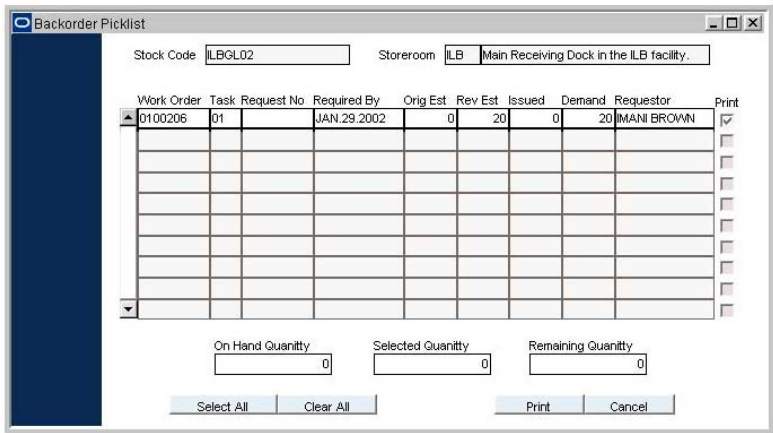 Backorder Picklist
Stock Code ILBGL02 Storeroom ILB Main Receiving Dock in the ILB facility.
Work Order Task Request No Required By Orig Est Rev Est Issued Demand Requestor Print
0100206 01 JAN.29.2002 0 20 0 20 IMANI BROWN
On Hand Quanitty Selected Quanitty Remaining Quanitty
0 0 0
Select All Clear All Print Cancel